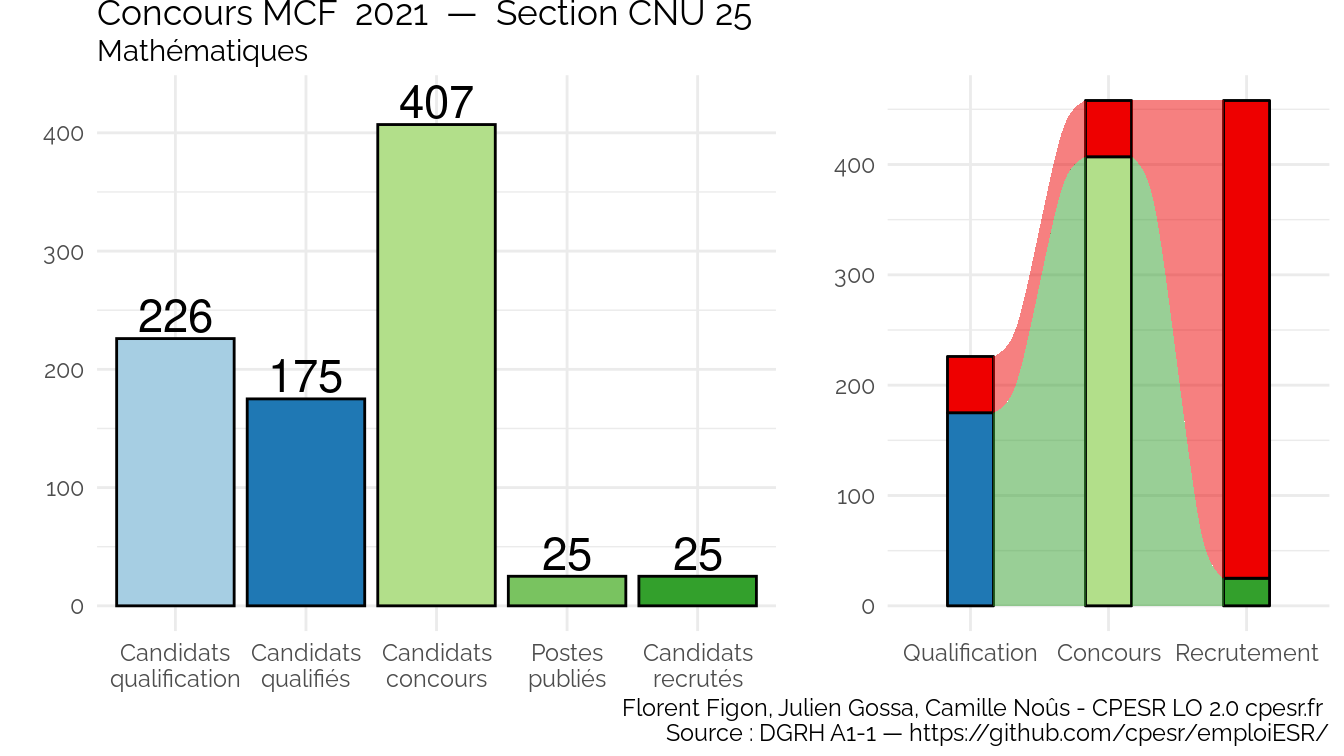 Concours MCF  2021  —  Section CNU 25
Mathématiques
407
226
175
25
25
400
300
200
100
0
Candidats qualification
Candidats qualifiés
Candidats concours
Postes publiés
Candidats recrutés
400
300
200
100
0
Qualification
Concours
Recrutement
Florent Figon, Julien Gossa, Camille Noûs - CPESR LO 2.0 cpesr.fr
Source : DGRH A1-1 — https://github.com/cpesr/emploiESR/